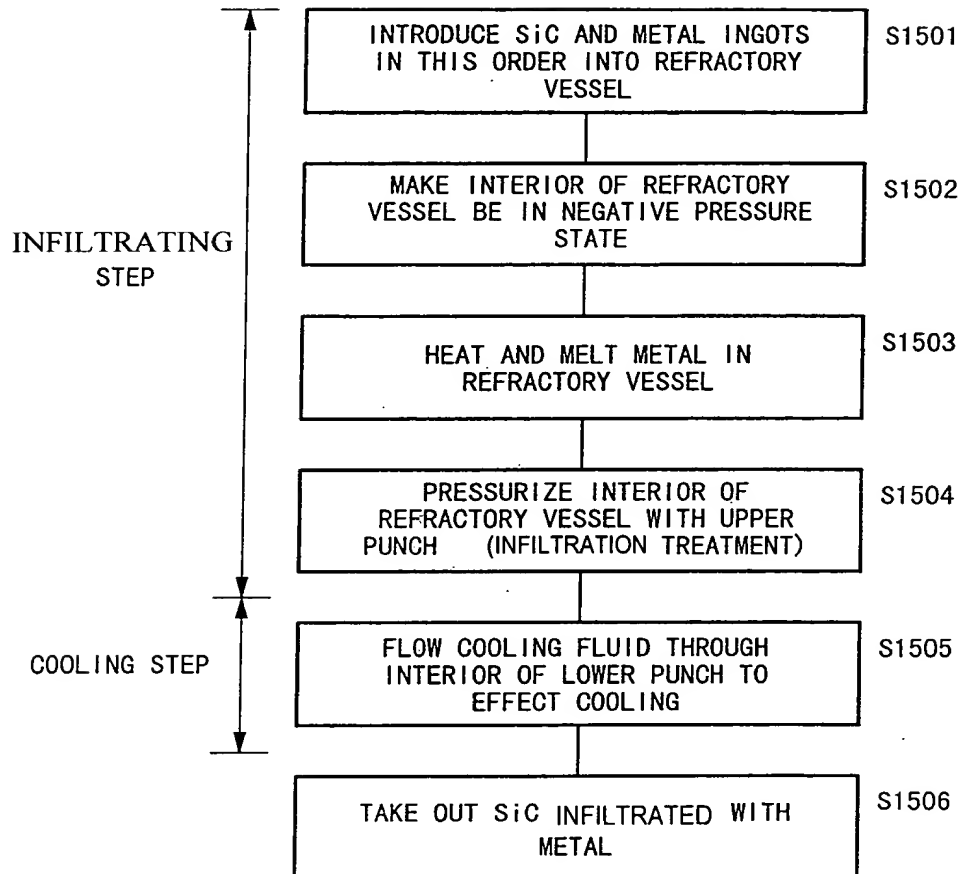 INTRODUCE SiC AND METAL INGOTS
IN THIS ORDER INTO REFRACTORY
VESSEL
S1501
MAKE INTERIOR OF REFRACTORY
VESSEL BE IN NEGATIVE PRESSURE
STATE
S1502
INFILTRATING
STEP
HEAT AND MELT METAL IN
REFRACTORY VESSEL
S1503
PRESSURIZE INTERIOR OF
REFRACTORY VESSEL WITH UPPER
PUNCH (INFILTRATION TREATMENT)
S1504
COOLING STEP
FLOW COOLING FLUID THROUGH
INTERIOR OF LOWER PUNCH TO
EFFECT COOLING
S1505
TAKE OUT SiC INFILTRATED WITH
METAL
S1506